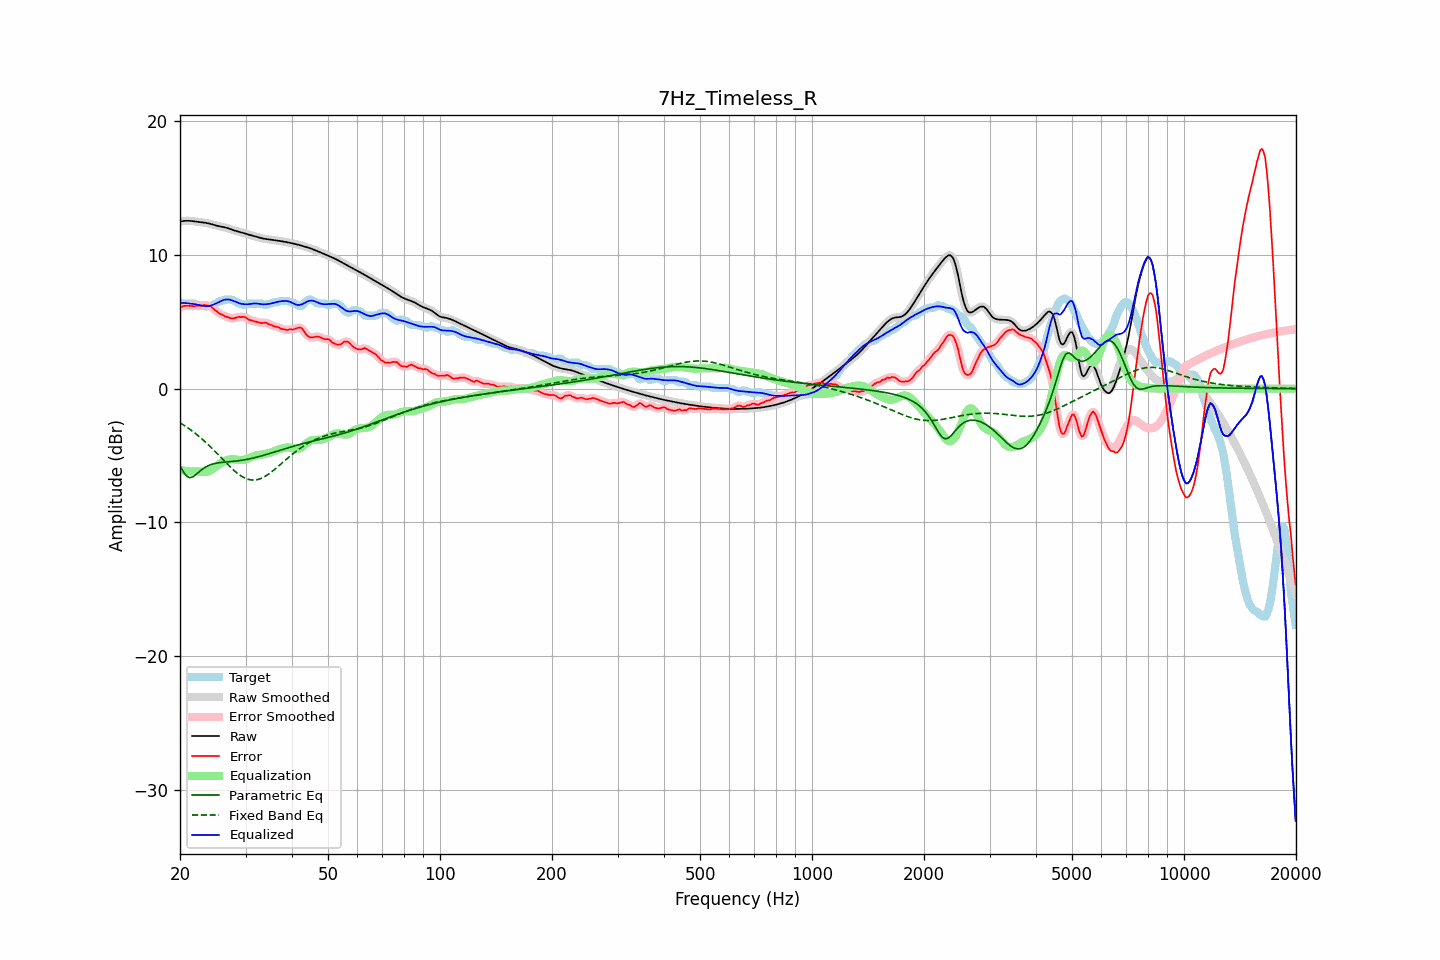 7Hz_Timeless_R
20
10
0
−10
−20
−30
Amplitude (dBr)
Target
Raw Smoothed
Error Smoothed
Raw
Error
Equalization
Parametric Eq
Fixed Band Eq
Equalized
20 50 100 200 500 1000 2000 5000 10000 20000
Frequency (Hz)